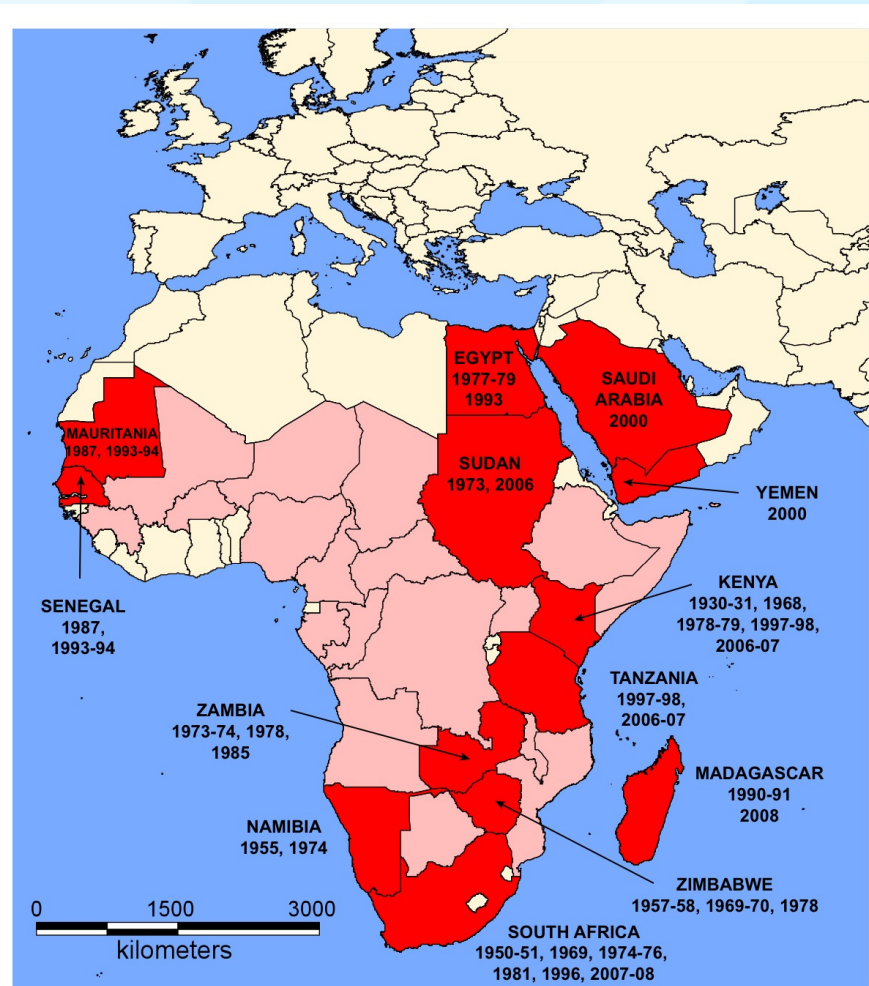 EGYPT
1977-79
1993
SAUDI
ARABIA
2000
MAURITANIA
1987, 1993-94
SUDAN
1973, 2006
YEMEN
2000
SENEGAL
1987,
1993-94
KENYA
1930-31, 1968,
1978-79, 1997-98,
2006-07
TANZANIA
1997-98,
2006-07
ZAMBIA
1973-74, 1978,
1985
MADAGASCAR
1990-91
2008
NAMIBIA
1955, 1974
ZIMBABWE
1957-58, 1969-70, 1978
0 1500 3000
kilometers
SOUTH AFRICA
1950-51, 1969, 1974-76,
1981, 1996, 2007-08